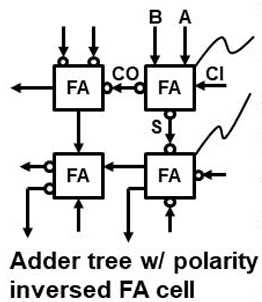 B A
FA CO FA CI
S
FA FA
Adder tree w/ polarity
inversed FA cell